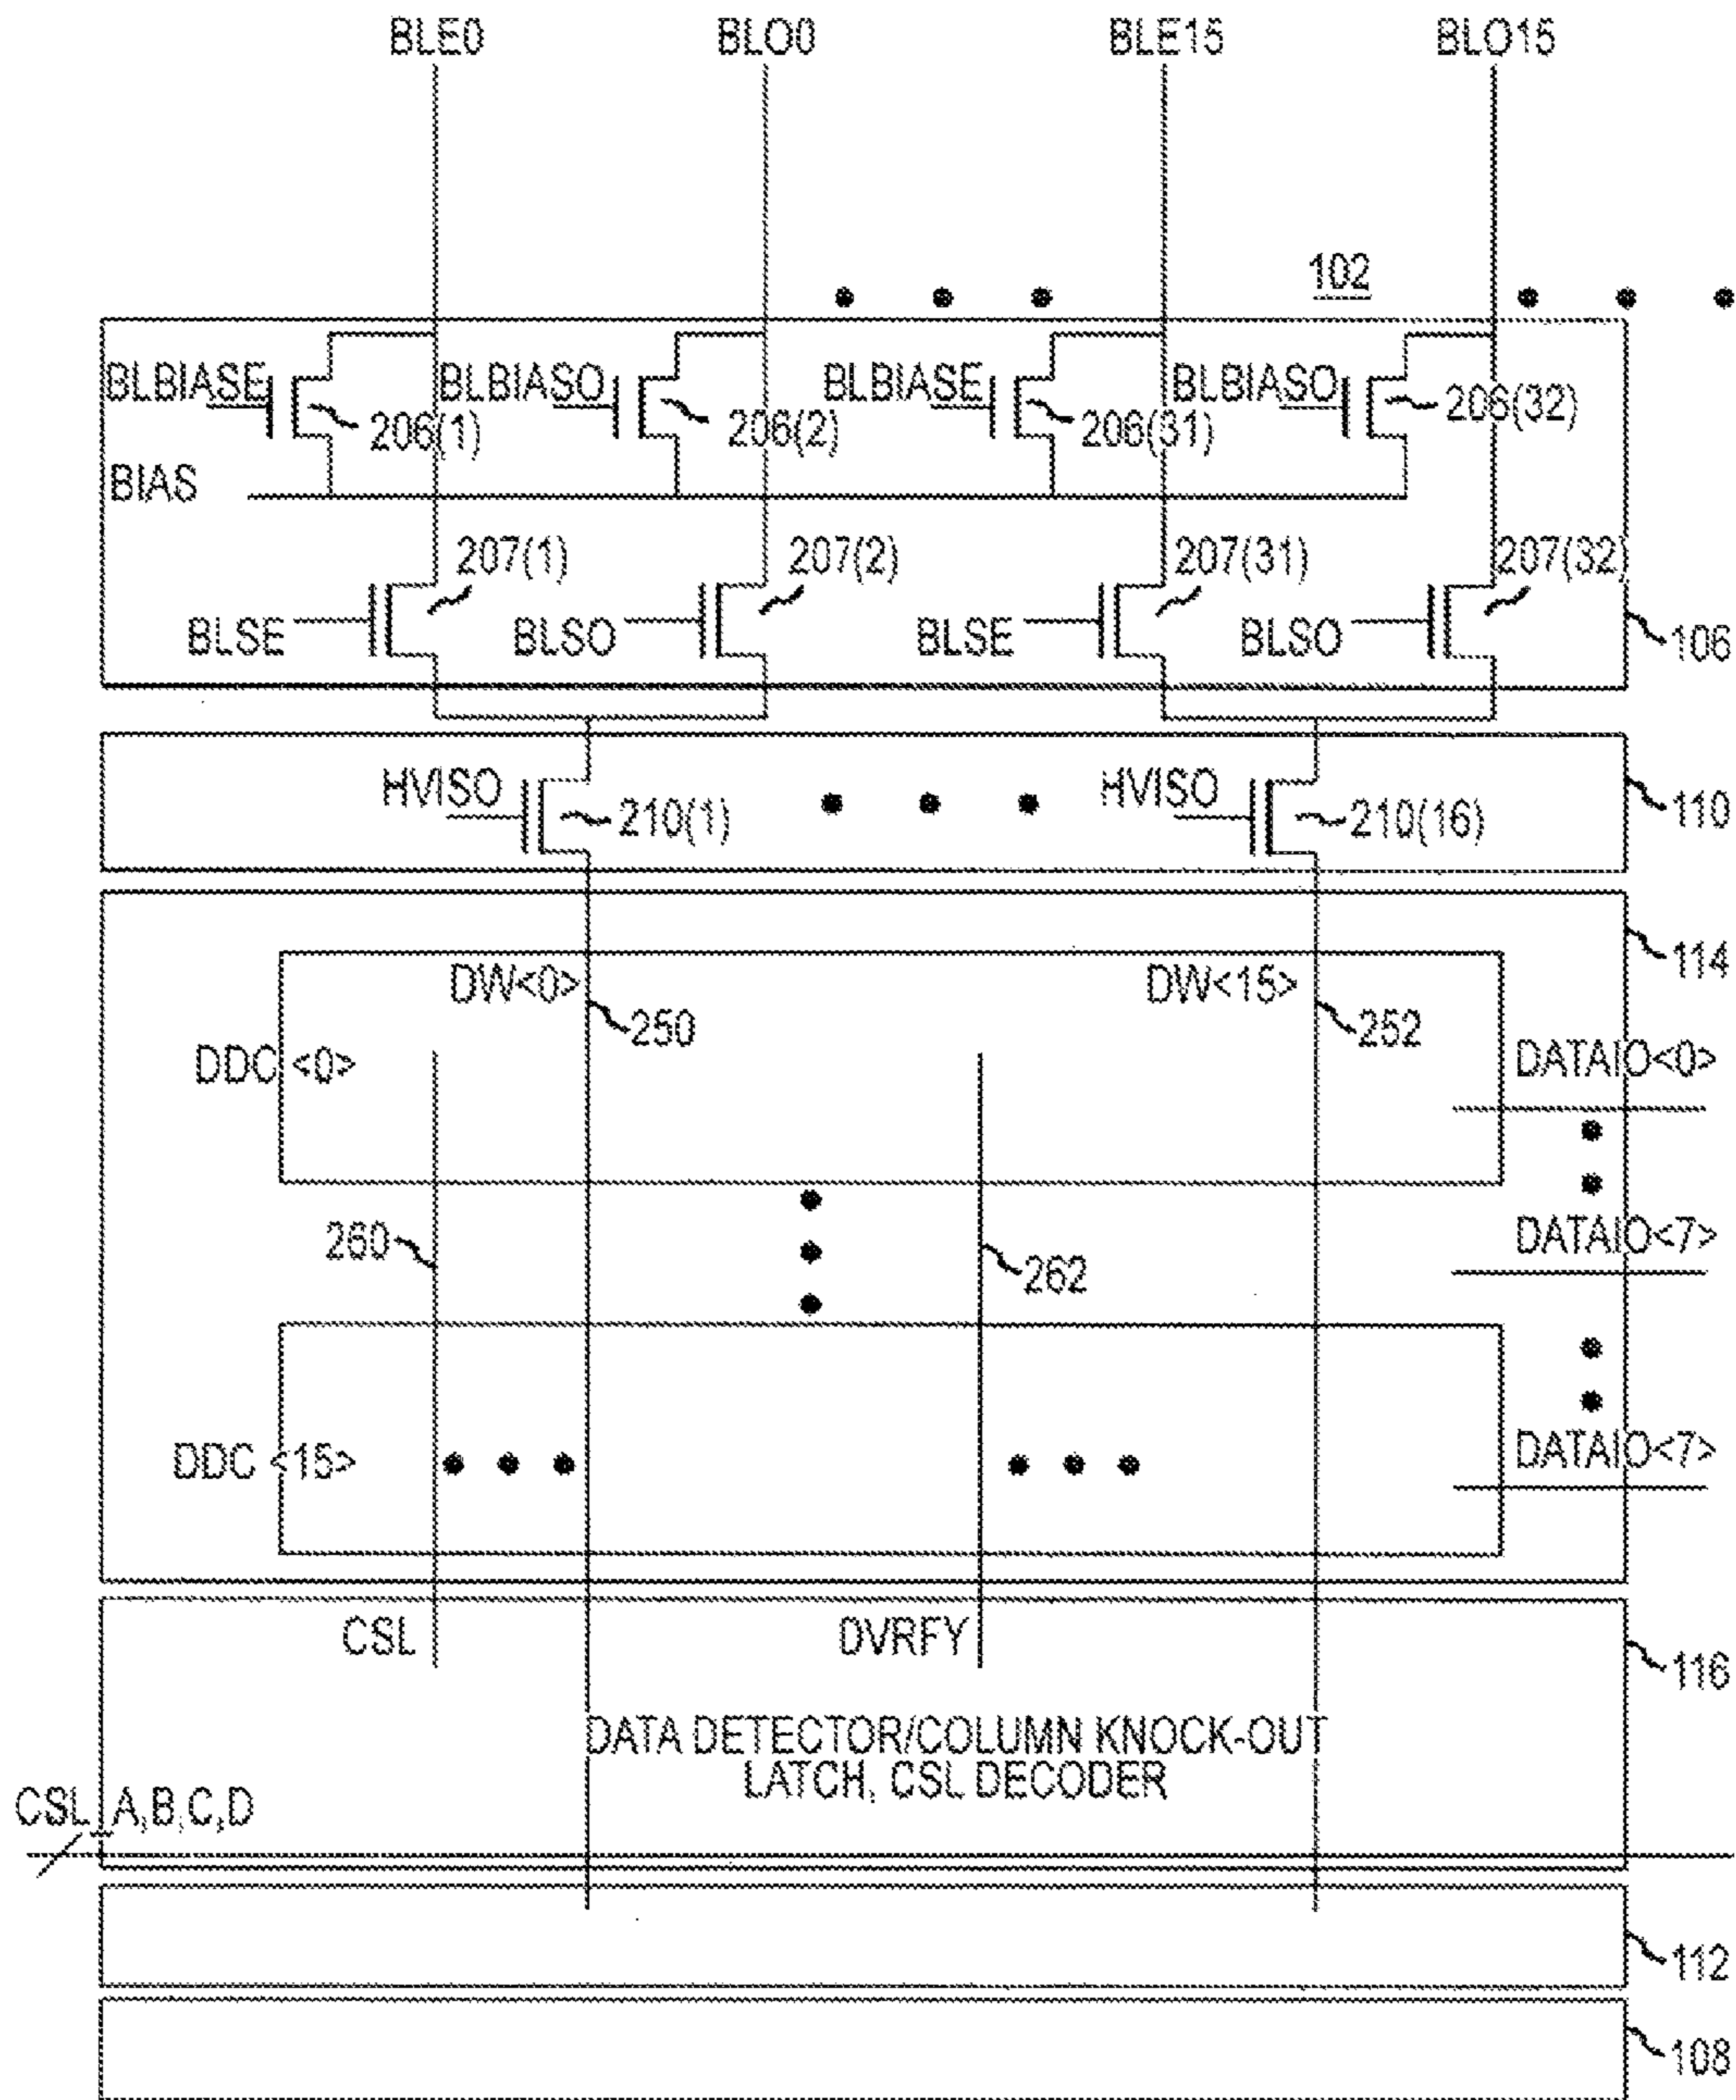 BLE0 BLO0 BLE15 BLO15
102
BLBIASE BLBIASO BLBIASE BLBIASO
206(1) 206(2) 206(31) 206(32)
BIAS
207(1) 207(2) 207(31) 207(32)
BLSE BLSO BLSE BLSO
106
HVISO HVISO
210(1) 210(16)
110
114
DW<0> DW<15>
250 252
DDC <0> DATAIO<0>
260 262 DATAIO<7>
DDC <15> DATAIO<7>
CSL DVRFY
116
DATA DETECTOR/COLUMN KNOCK-OUT
LATCH, CSL DECODER
CSL_A,B,C,D
112
108